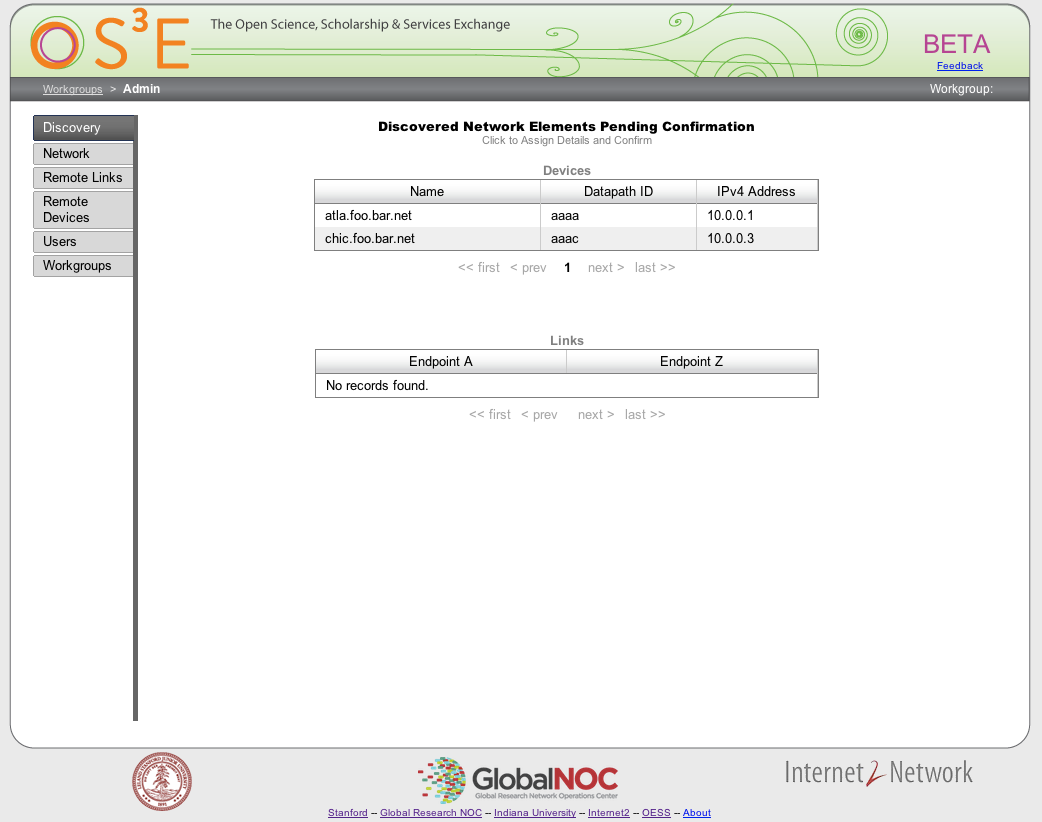 OS3E
The Open Science, Scholarship & Services Exchange
BETA
Feedback
Workgroups > Admin
Workgroup:
Discovery
Network
Remote Links
Remote
Devices
Users
Workgroups
Discovered Network Elements Pending Confirmation
Click to Assign Details and Confirm
Devices
Name Datapath ID IPv4 Address
atla.foo.bar.net aaaa 10.0.0.1
chic.foo.bar.net aaac 10.0.0.3
<< first < prev 1 next > last >>
Links
Endpoint A Endpoint Z
No records found.
<< first < prev next > last >>
GlobalNOC
Global Research Network Operations Center
Internet2 Network
Stanford -- Global Research NOC -- Indiana University -- Internet2 -- OESS -- About